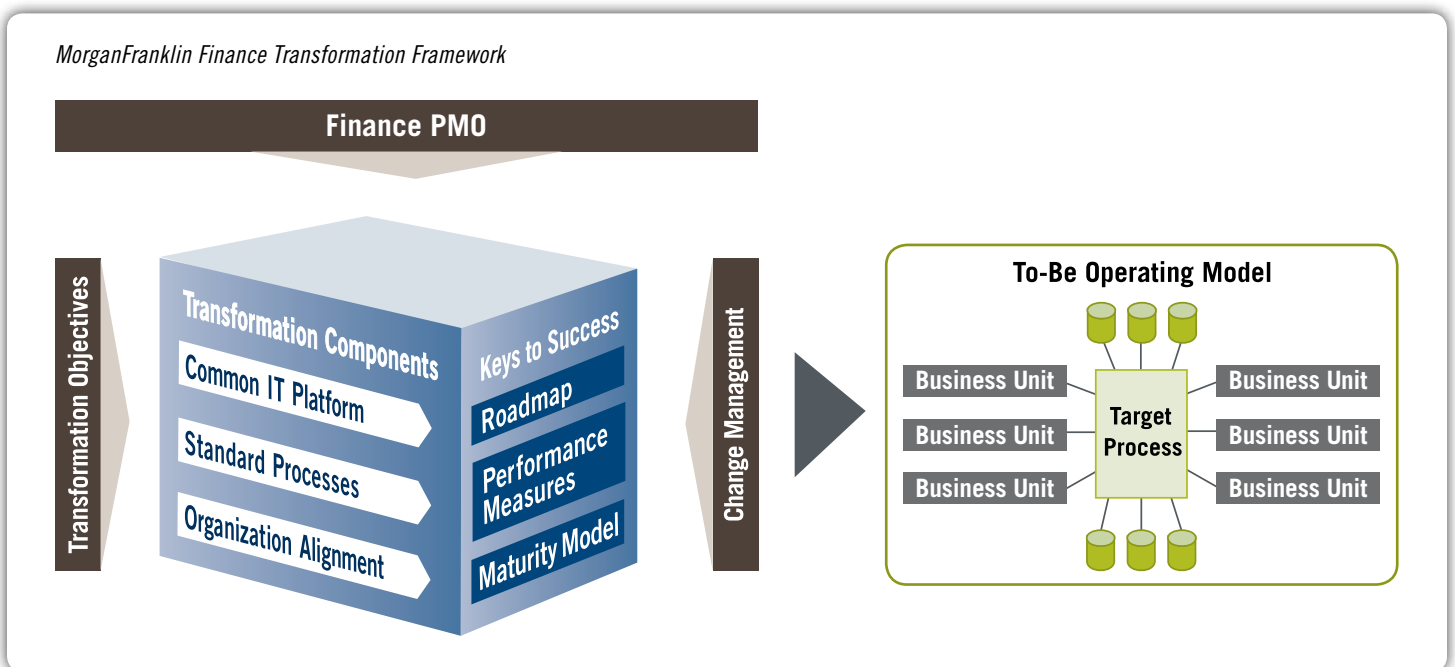 MorganFranklin Finance Transformation Framework
Finance PMO
Transformation Objectives
Transformation Components
Common IT Platform
Standard Processes
Organization Alignment
Keys to Success
Roadmap
Performance
Measures
Maturity Model
Change Management
To-Be Operating Model
Business Unit
Business Unit
Business Unit
Target
Process
Business Unit
Business Unit
Business Unit